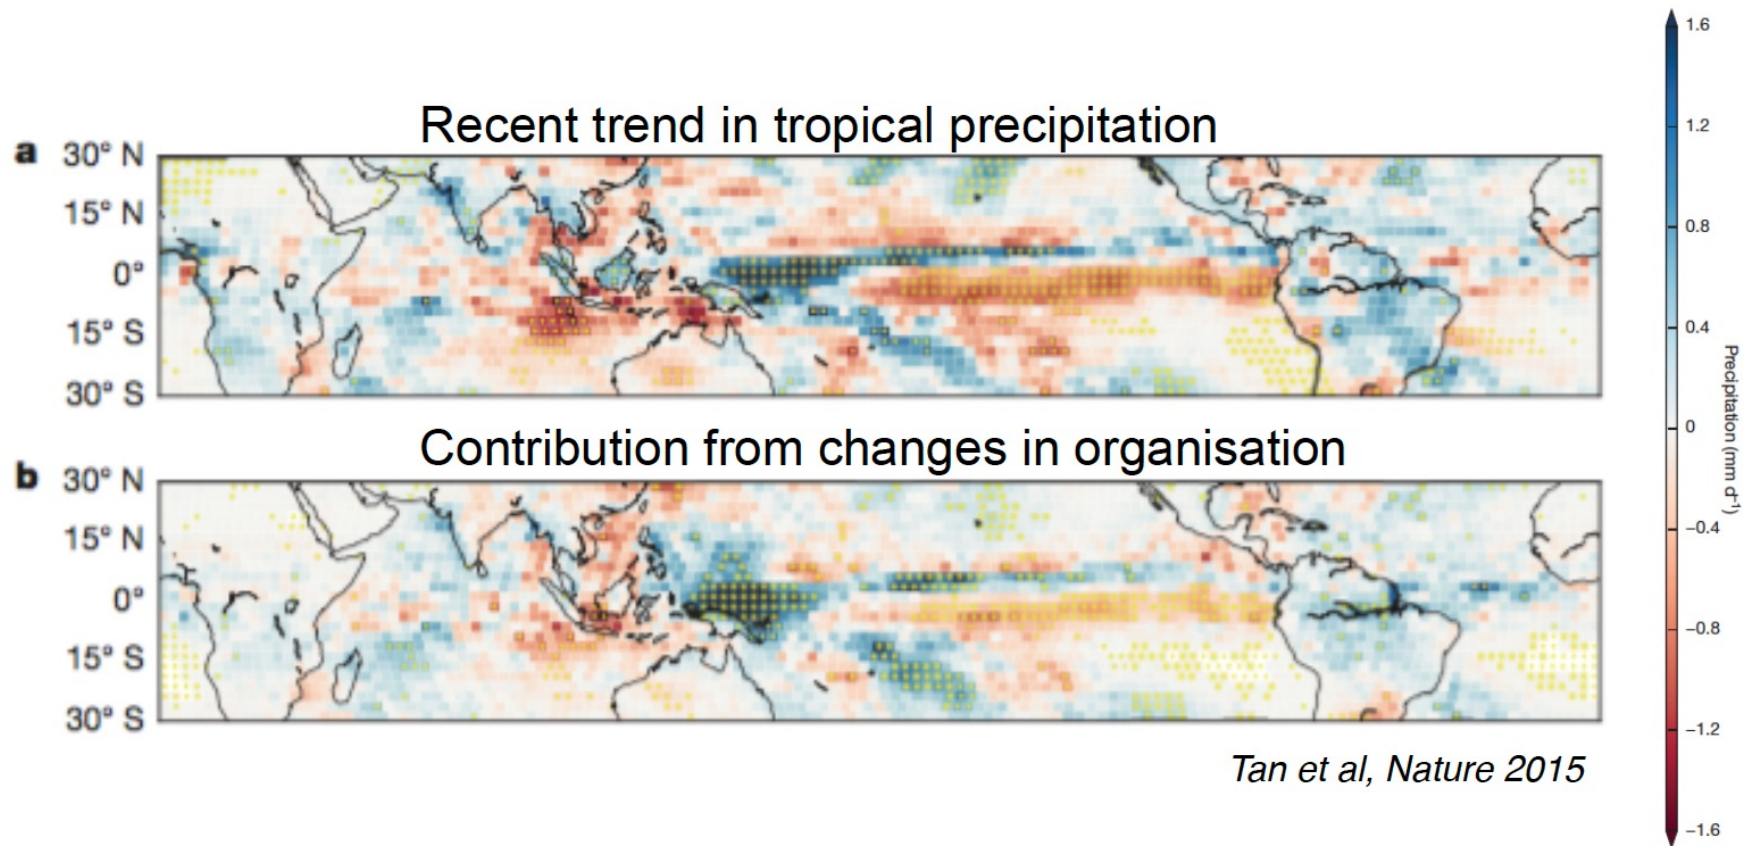 Recent trend in tropical precipitation
a
30° N
15° N
0°
15° S
30° S
Contribution from changes in organisation
b
30° N
15° N
0°
15° S
30° S
Tan et al, Nature 2015
1.6
1.2
0.8
0.4
0
−0.4
−0.8
−1.2
−1.6
Precipitation (mm d⁻¹)